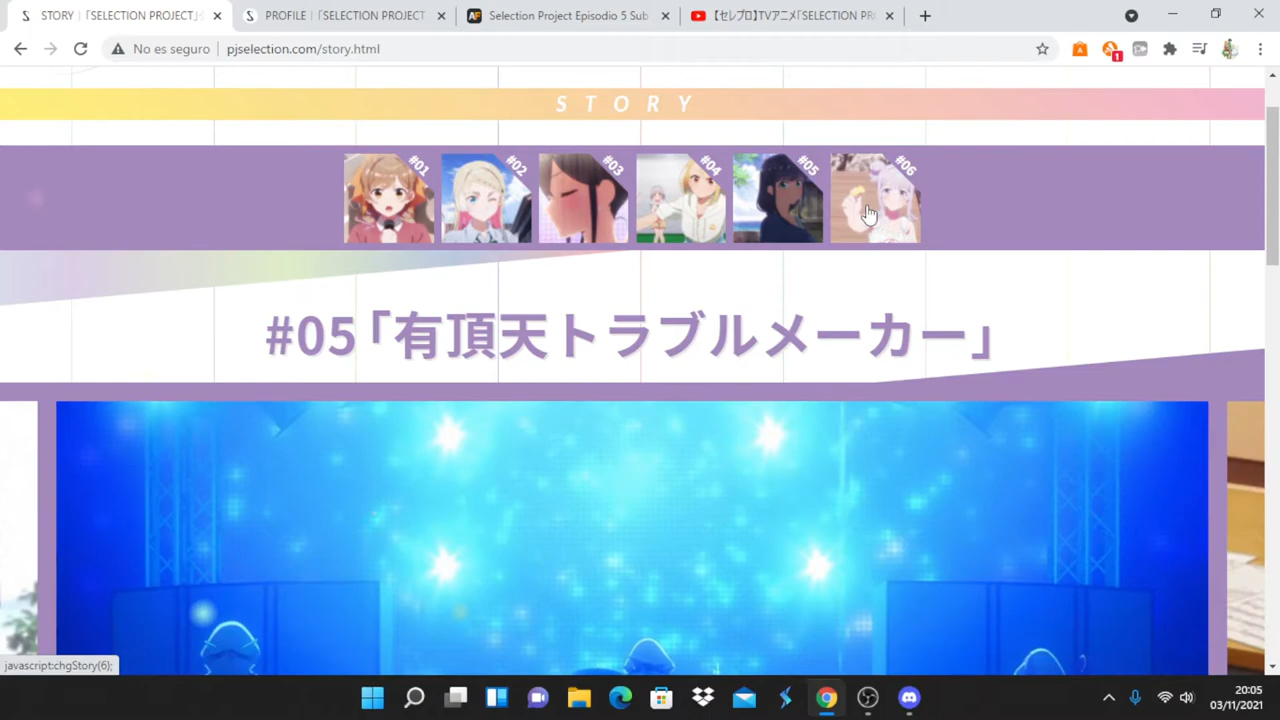 STORY | 「SELECTION PROJECT」
PROFILE | 「SELECTION PROJECT
Selection Project Episodio 5 Sub
【セレプロ】TVアニメ「SELECTION PR
No es seguro
pjselection.com/story.html
1
STORY
#01
#02
#03
#04
#05
#06
#05「有頂天トラブルメーカー」
javascript:chgStory(6);
20:05
03/11/2021